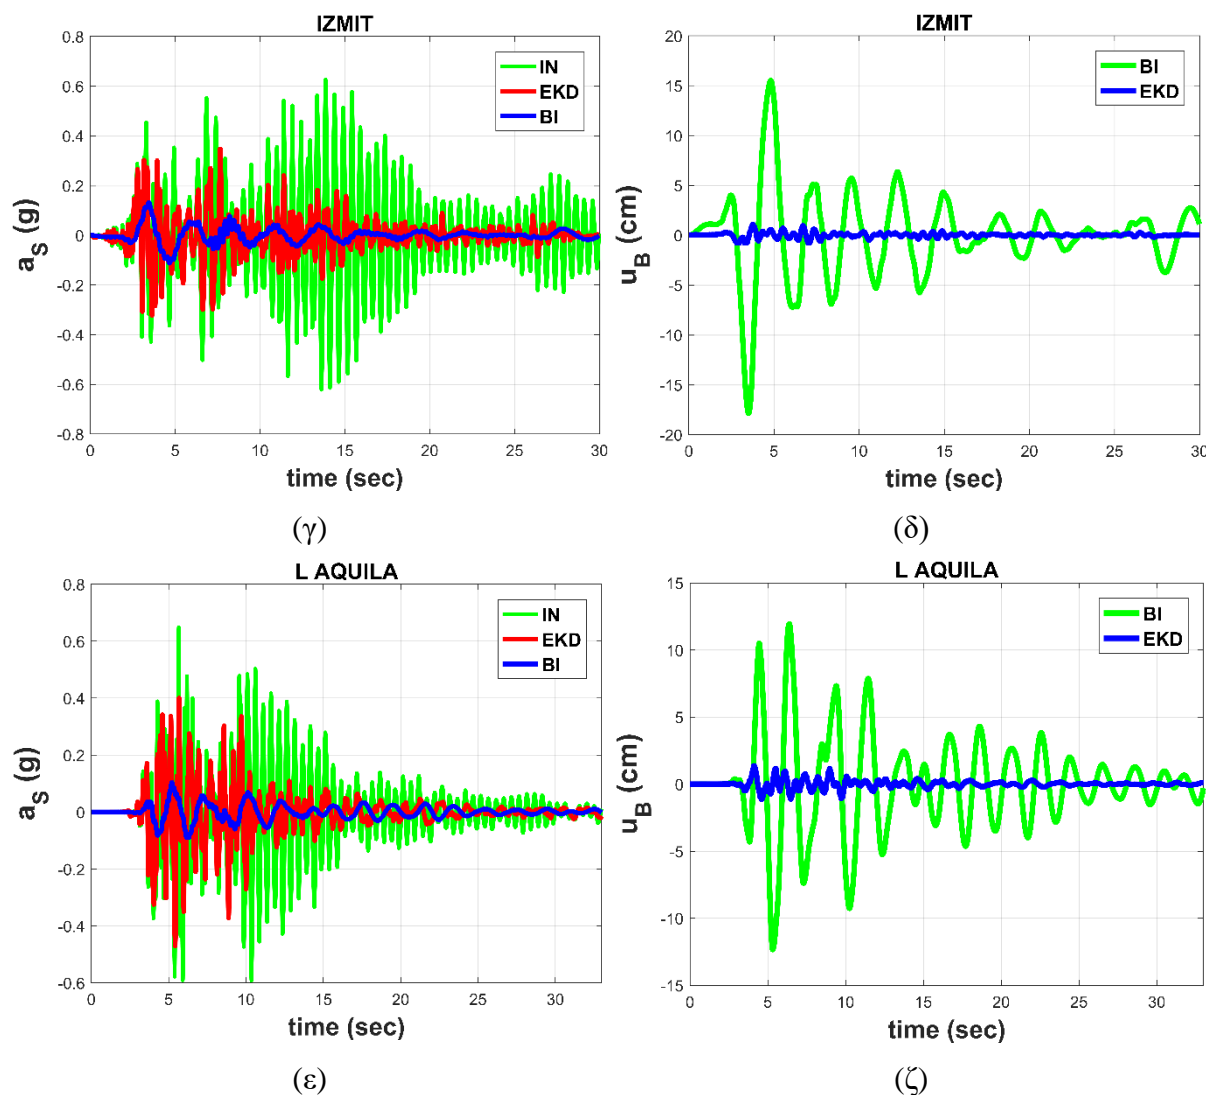 IZMIT
0.8
0.6
0.4
0.2
0
-0.2
-0.4
-0.6
-0.8
a_S (g)
IN
EKD
BI
0 5 10 15 20 25 30
time (sec)
(γ)
IZMIT
20
15
10
5
0
-5
-10
-15
-20
u_B (cm)
BI
EKD
0 5 10 15 20 25 30
time (sec)
(δ)
L AQUILA
0.8
0.6
0.4
0.2
0
-0.2
-0.4
-0.6
a_S (g)
IN
EKD
BI
0 5 10 15 20 25 30
time (sec)
(ε)
L AQUILA
15
10
5
0
-5
-10
-15
u_B (cm)
BI
EKD
0 5 10 15 20 25 30
time (sec)
(ζ)